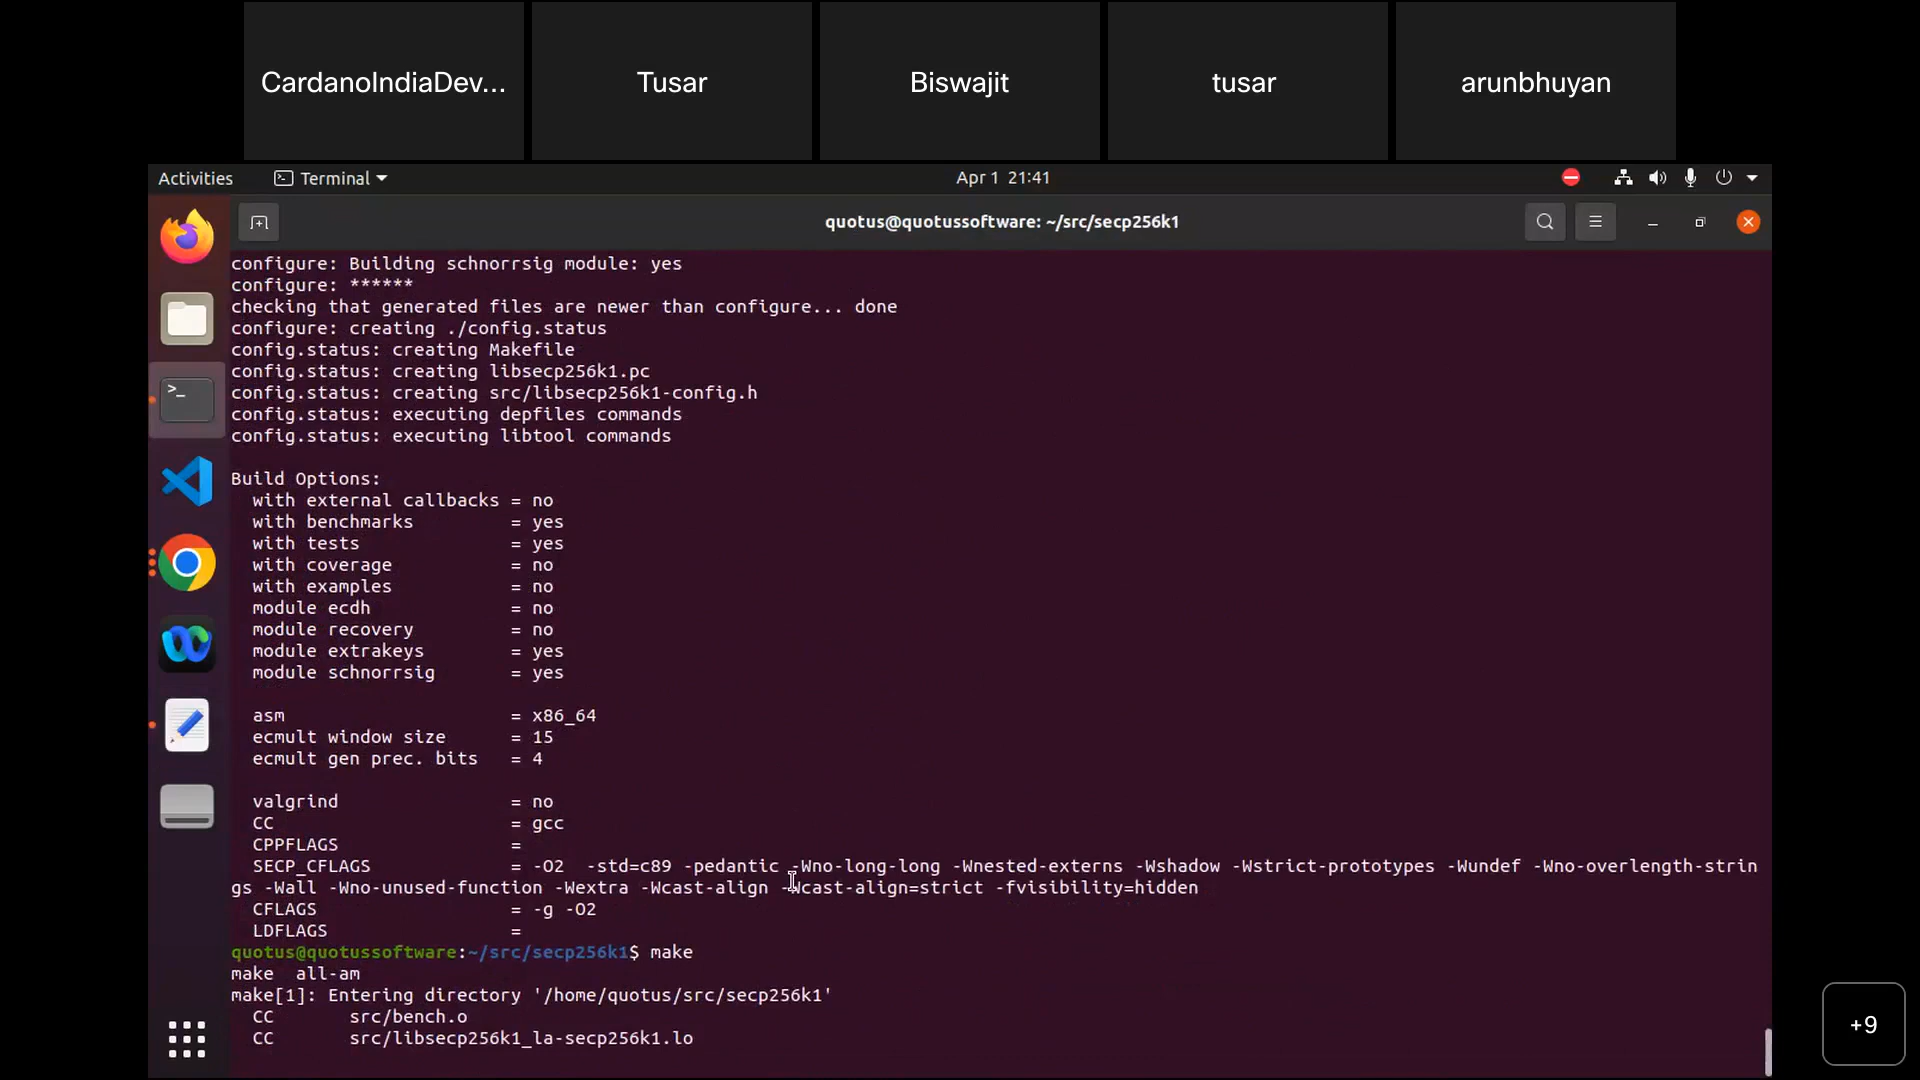 CardanoIndiaDev...
Tusar
Biswajit
tusar
arunbhuyan
Activities
Terminal
Apr 1 21:41
quotus@quotussoftware: ~/src/secp256k1
configure: Building schnorrsig module: yes
configure: ******
checking that generated files are newer than configure... done
configure: creating ./config.status
config.status: creating Makefile
config.status: creating libsecp256k1.pc
config.status: creating src/libsecp256k1-config.h
config.status: executing depfiles commands
config.status: executing libtool commands
Build Options:
with external callbacks = no
with benchmarks = yes
with tests = yes
with coverage = no
with examples = no
module ecdh = no
module recovery = no
module extrakeys = yes
module schnorrsig = yes
asm = x86_64
ecmult window size = 15
ecmult gen prec. bits = 4
valgrind = no
CC = gcc
CPPFLAGS =
SECP_CFLAGS = -O2 -std=c89 -pedantic -Wno-long-long -Wnested-externs -Wshadow -Wstrict-prototypes -Wundef -Wno-overlength-strin
gs -Wall -Wno-unused-function -Wextra -Wcast-align -Wcast-align=strict -fvisibility=hidden
CFLAGS = -g -O2
LDFLAGS =
quotus@quotussoftware:~/src/secp256k1$ make
make all-am
make[1]: Entering directory '/home/quotus/src/secp256k1'
CC src/bench.o
CC src/libsecp256k1_la-secp256k1.lo
+9